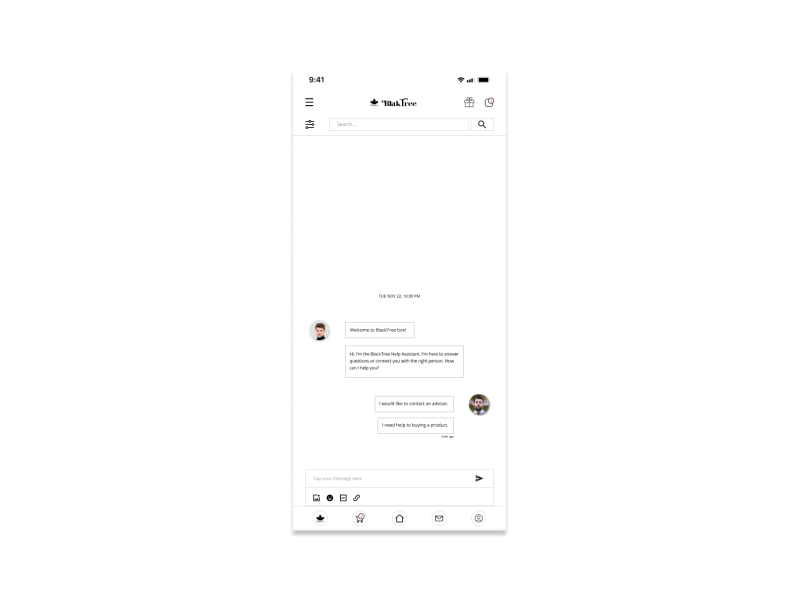 9:41
BlakTree
Search....
TUE NOV 22, 10:30 PM
Welcome to BlackTree box!
Hi, I'm the BlackTree Help Assistant. I'm here to answer
questions or connect you with the right person. How
can I help you?
I would like to contact an adviser.
I need help to buying a product.
Tap your message here